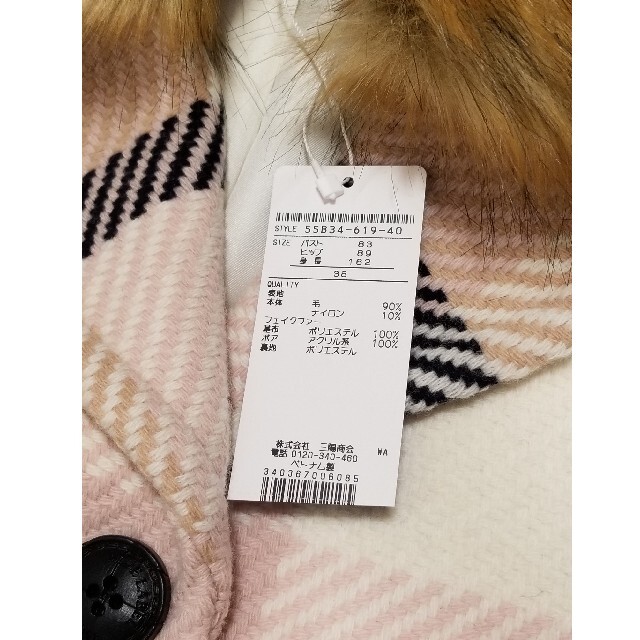 STYLE 55B34-619-40
SIZE バスト 83
ヒップ 89
身長 162
38
QUALITY
表地
本体 毛 90%
ナイロン 10%
フェイクファー
基布 ポリエステル 100%
ボア アクリル系 100%
裏地 ポリエステル
株式会社 三陽商会 WA
電話 0120-340-460
ベトナム製
340367006085